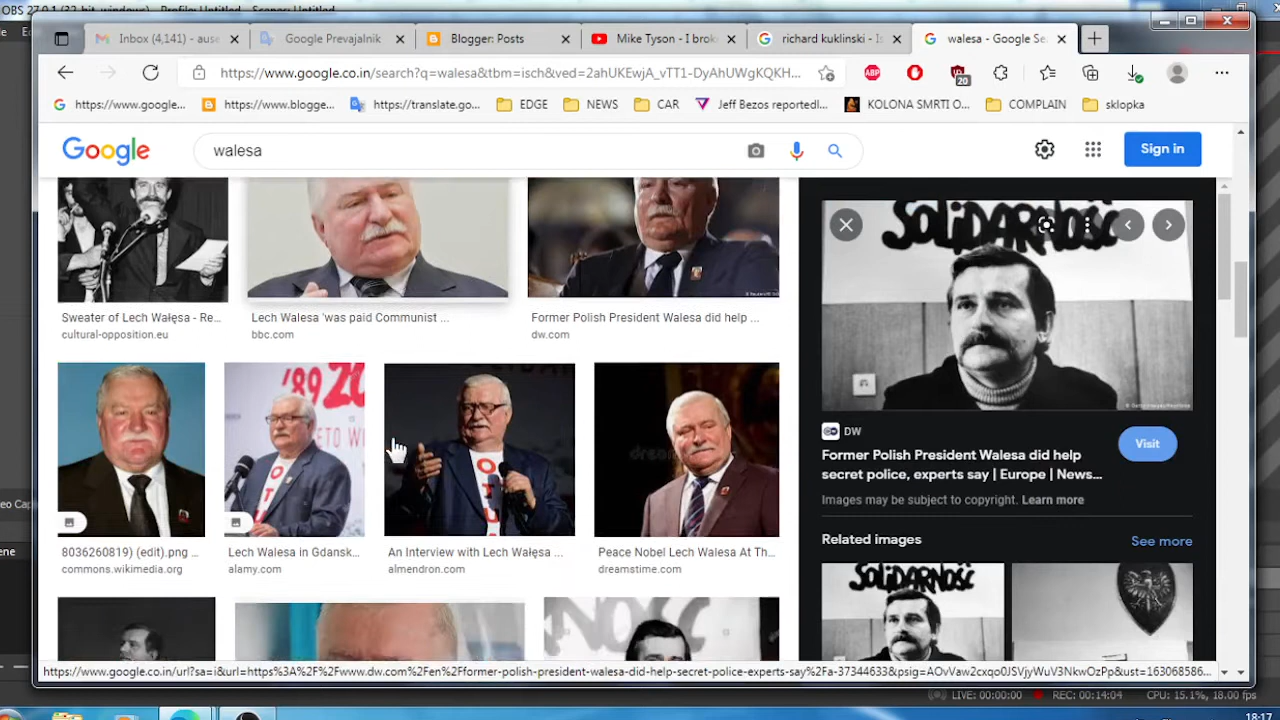 OBS 27.0.1 (32-bit, windows) - Profile: Untitled - Scenes: Untitled
Inbox (4,141) - ause
Google Prevajalnik
Blogger: Posts
Mike Tyson - I brok
richard kuklinski - Is
walesa - Google Se
https://www.google.co.in/search?q=walesa&tbm=isch&ved=2ahUKEwjA_vTT1-DyAhUWgKQKH...
ABP
20
https://www.google...
https://www.blogge...
https://translate.go...
EDGE
NEWS
CAR
Jeff Bezos reportedl...
KOLONA SMRTI O...
COMPLAIN
sklopka
Google
walesa
Sign in
SOLIDARNOŚĆ
Sweater of Lech Wałęsa - Re...
cultural-opposition.eu
Lech Walesa 'was paid Communist ...
bbc.com
Former Polish President Walesa did help ...
dw.com
DW
Former Polish President Walesa did help
secret police, experts say | Europe | News...
Visit
Images may be subject to copyright. Learn more
'89
8036260819) (edit).png ...
commons.wikimedia.org
Lech Walesa in Gdansk...
alamy.com
An Interview with Lech Wałęsa ...
almendron.com
Peace Nobel Lech Walesa At Th...
dreamstime.com
Related images
See more
SOLIDARNOŚĆ
https://www.google.co.in/url?sa=i&url=https%3A%2F%2Fwww.dw.com%2Fen%2Fformer-polish-president-walesa-did-help-secret-police-experts-say%2Fa-37344633&psig=AOvVaw2cxqo0JSVjyWuV3NkwOzPp&ust=163068586...
LIVE: 00:00:00
REC: 00:14:04
CPU: 15.1%, 18.00 fps
18:17